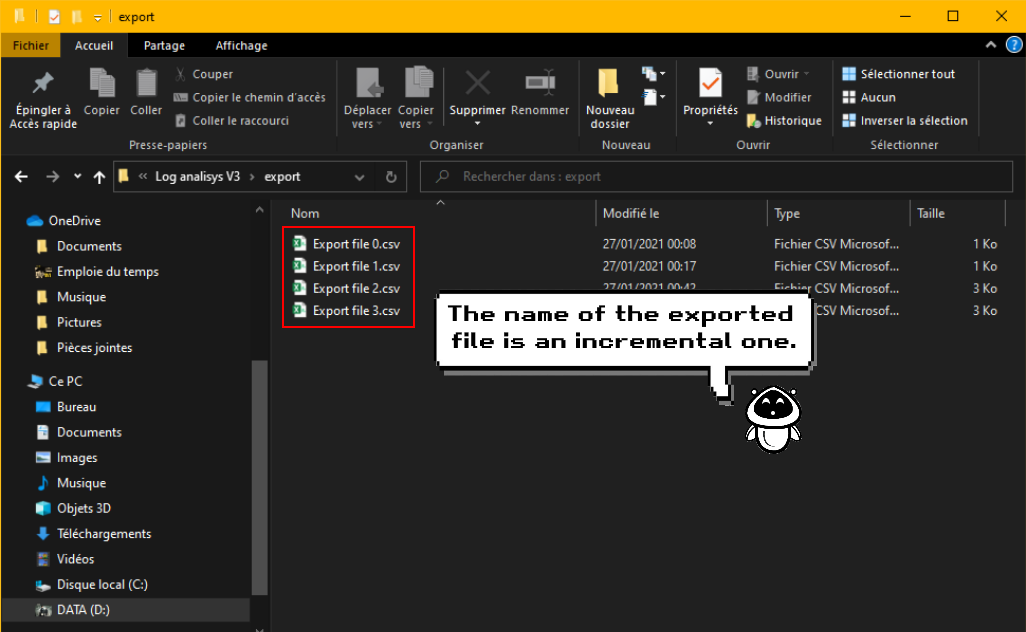 export
Fichier Accueil Partage Affichage
Épingler à
Accès rapide
Copier
Coller
Couper
Copier le chemin d'accès
Coller le raccourci
Presse-papiers
Déplacer
vers
Copier
vers
Supprimer
Renommer
Organiser
Nouveau
dossier
Nouveau
Propriétés
Ouvrir
Modifier
Historique
Ouvrir
Sélectionner tout
Aucun
Inverser la sélection
Sélectionner
« Log analisys V3 > export
Rechercher dans : export
OneDrive
Documents
Emploie du temps
Musique
Pictures
Pièces jointes
Ce PC
Bureau
Documents
Images
Musique
Objets 3D
Téléchargements
Vidéos
Disque local (C:)
DATA (D:)
Nom Modifié le Type Taille
Export file 0.csv 27/01/2021 00:08 Fichier CSV Microsof... 1 Ko
Export file 1.csv 27/01/2021 00:17 Fichier CSV Microsof... 1 Ko
Export file 2.csv 27/01/2021 00:42 Fichier CSV Microsof... 3 Ko
Export file 3.csv CSV Microsof... 3 Ko
The name of the exported
file is an incremental one.